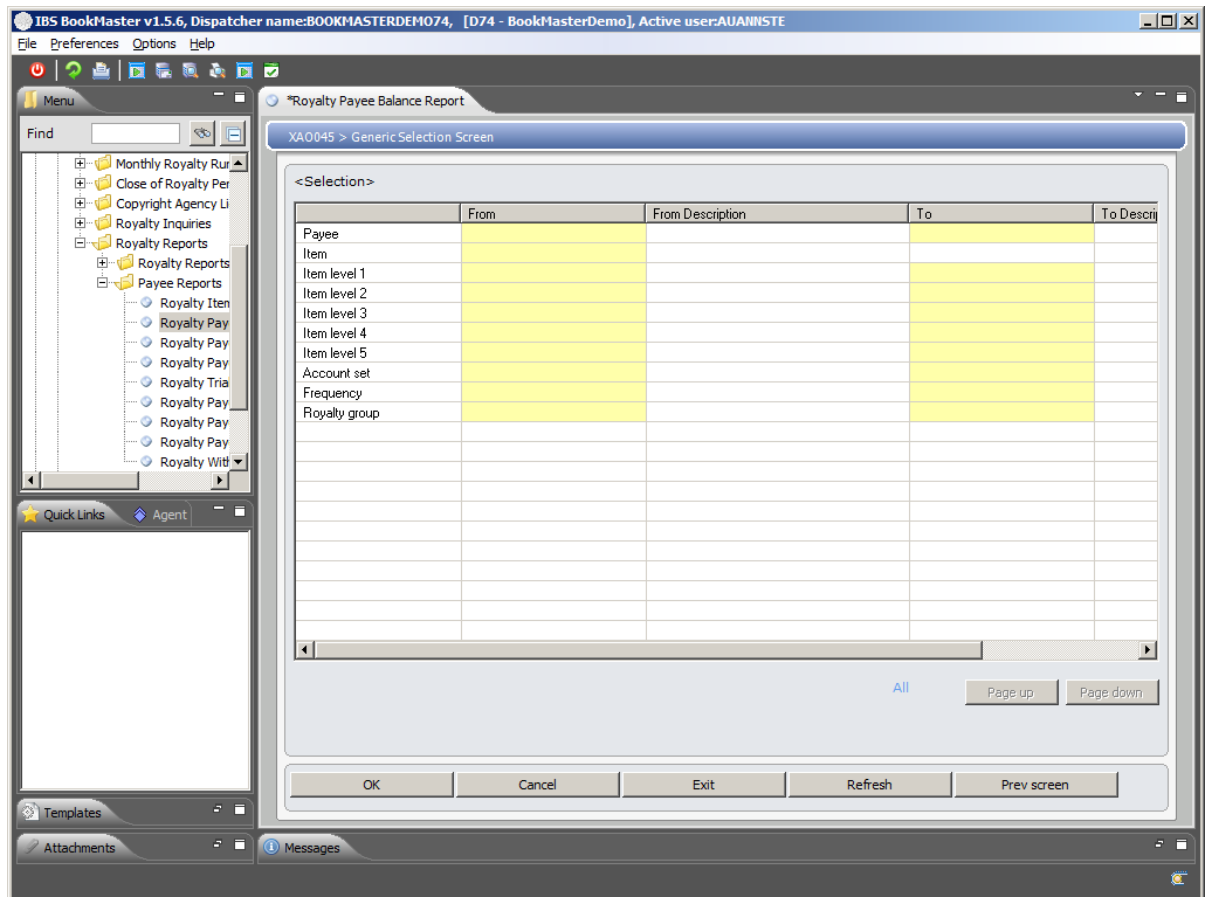 IBS BookMaster v1.5.6, Dispatcher name:BOOKMASTERDEMO74, [D74 - BookMasterDemo], Active user:AUANNSTE
File Preferences Options Help
Menu
Find
Monthly Royalty Rur
Close of Royalty Per
Copyright Agency Li
Royalty Inquiries
Royalty Reports
Royalty Reports
Payee Reports
Royalty Iten
Royalty Pay
Royalty Pay
Royalty Pay
Royalty Trial
Royalty Pay
Royalty Pay
Royalty Pay
Royalty With
Quick Links Agent
Templates
Attachments
*Royalty Payee Balance Report
XAO045 > Generic Selection Screen
<Selection>
From From Description To To Descrip
Payee
Item
Item level 1
Item level 2
Item level 3
Item level 4
Item level 5
Account set
Frequency
Royalty group
All Page up Page down
OK Cancel Exit Refresh Prev screen
Messages